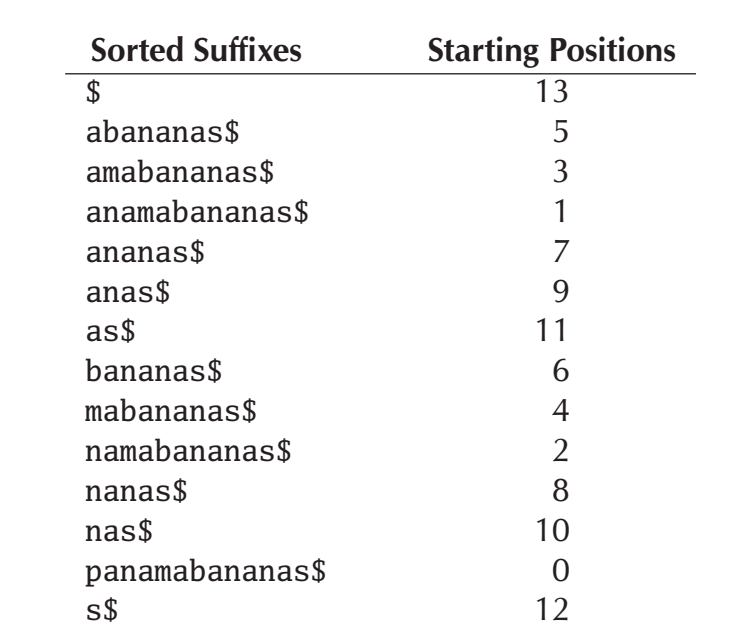 Sorted Suffixes Starting Positions
$ 13
abananas$ 5
amabananas$ 3
anamabananas$ 1
ananas$ 7
anas$ 9
as$ 11
bananas$ 6
mabananas$ 4
namabananas$ 2
nanas$ 8
nas$ 10
panamabananas$ 0
s$ 12